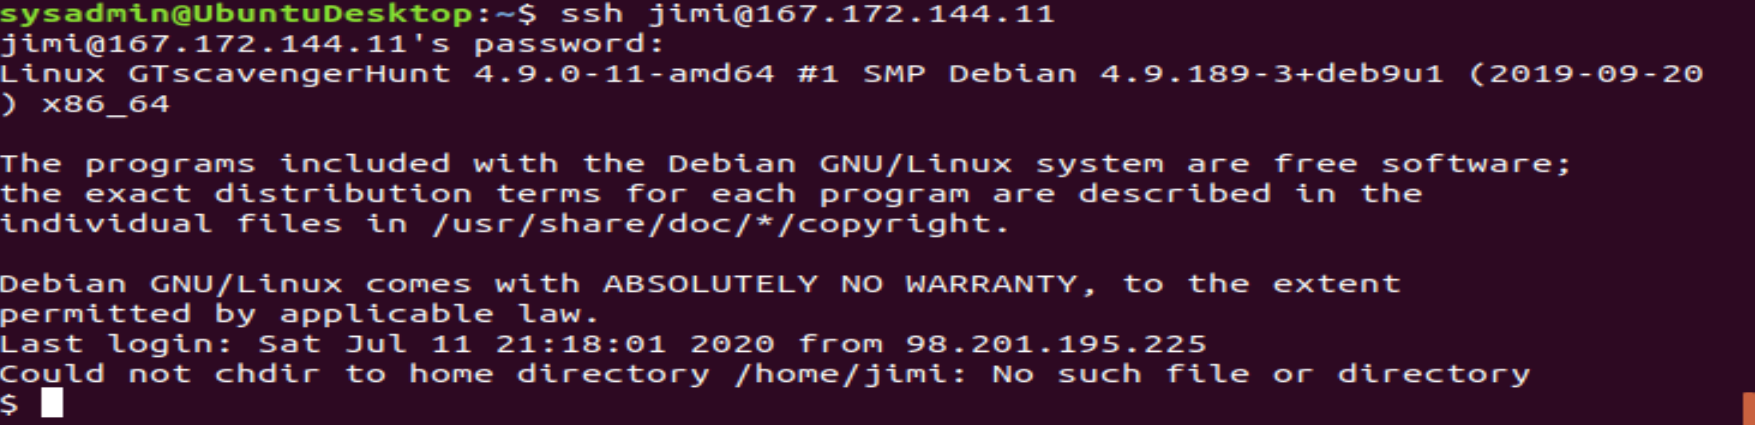 sysadmin@UbuntuDesktop:~$ ssh jimi@167.172.144.11
jimi@167.172.144.11's password:
Linux GTscavengerHunt 4.9.0-11-amd64 #1 SMP Debian 4.9.189-3+deb9u1 (2019-09-20
) x86_64
The programs included with the Debian GNU/Linux system are free software;
the exact distribution terms for each program are described in the
individual files in /usr/share/doc/*/copyright.
Debian GNU/Linux comes with ABSOLUTELY NO WARRANTY, to the extent
permitted by applicable law.
Last login: Sat Jul 11 21:18:01 2020 from 98.201.195.225
Could not chdir to home directory /home/jimi: No such file or directory
$